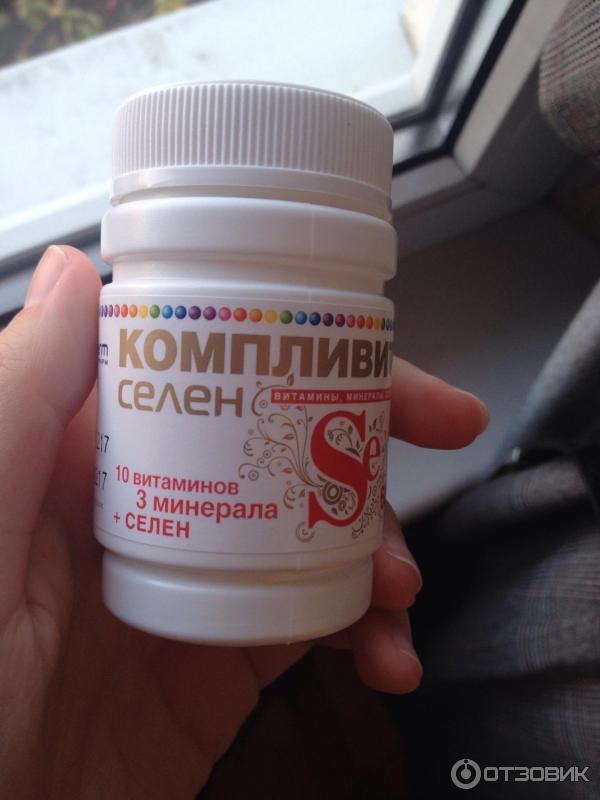 КОМПЛИВИТ
селен
ВИТАМИНЫ, МИНЕРАЛЫ
Se
10 витаминов
3 минерала
+ СЕЛЕН
ОТЗОВИК